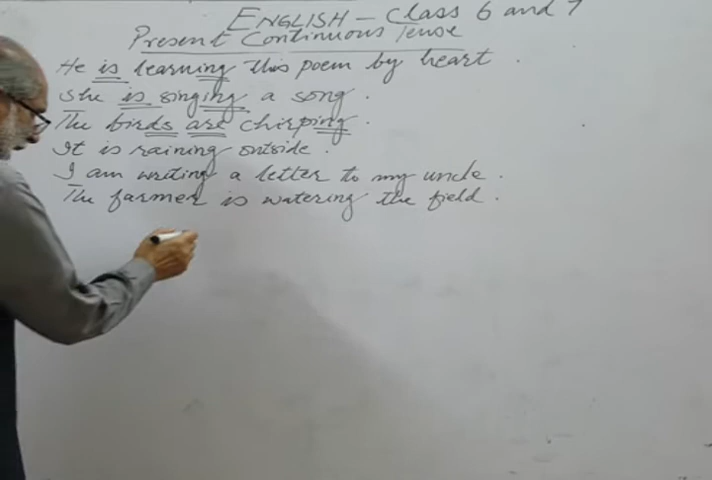 ENGLISH - Class 6 and 7
Present Continuous Tense
He is learning this poem by heart.
She is singing a song.
The birds are chirping.
It is raining outside.
I am writing a letter to my uncle.
The farmer is watering the field.